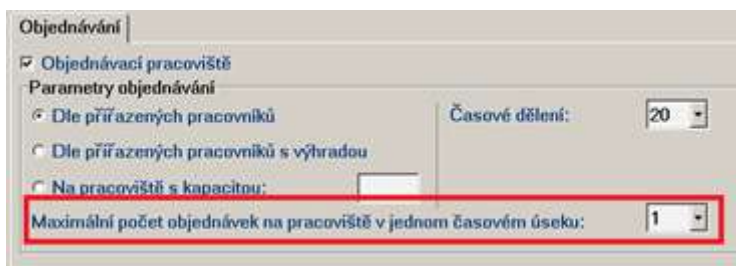 Objednávání
Objednávací pracoviště
Parametry objednávání
Dle přiřazených pracovníků Časové dělení: 20
Dle přiřazených pracovníků s výhradou
Na pracoviště s kapacitou:
Maximální počet objednávek na pracoviště v jednom časovém úseku: 1